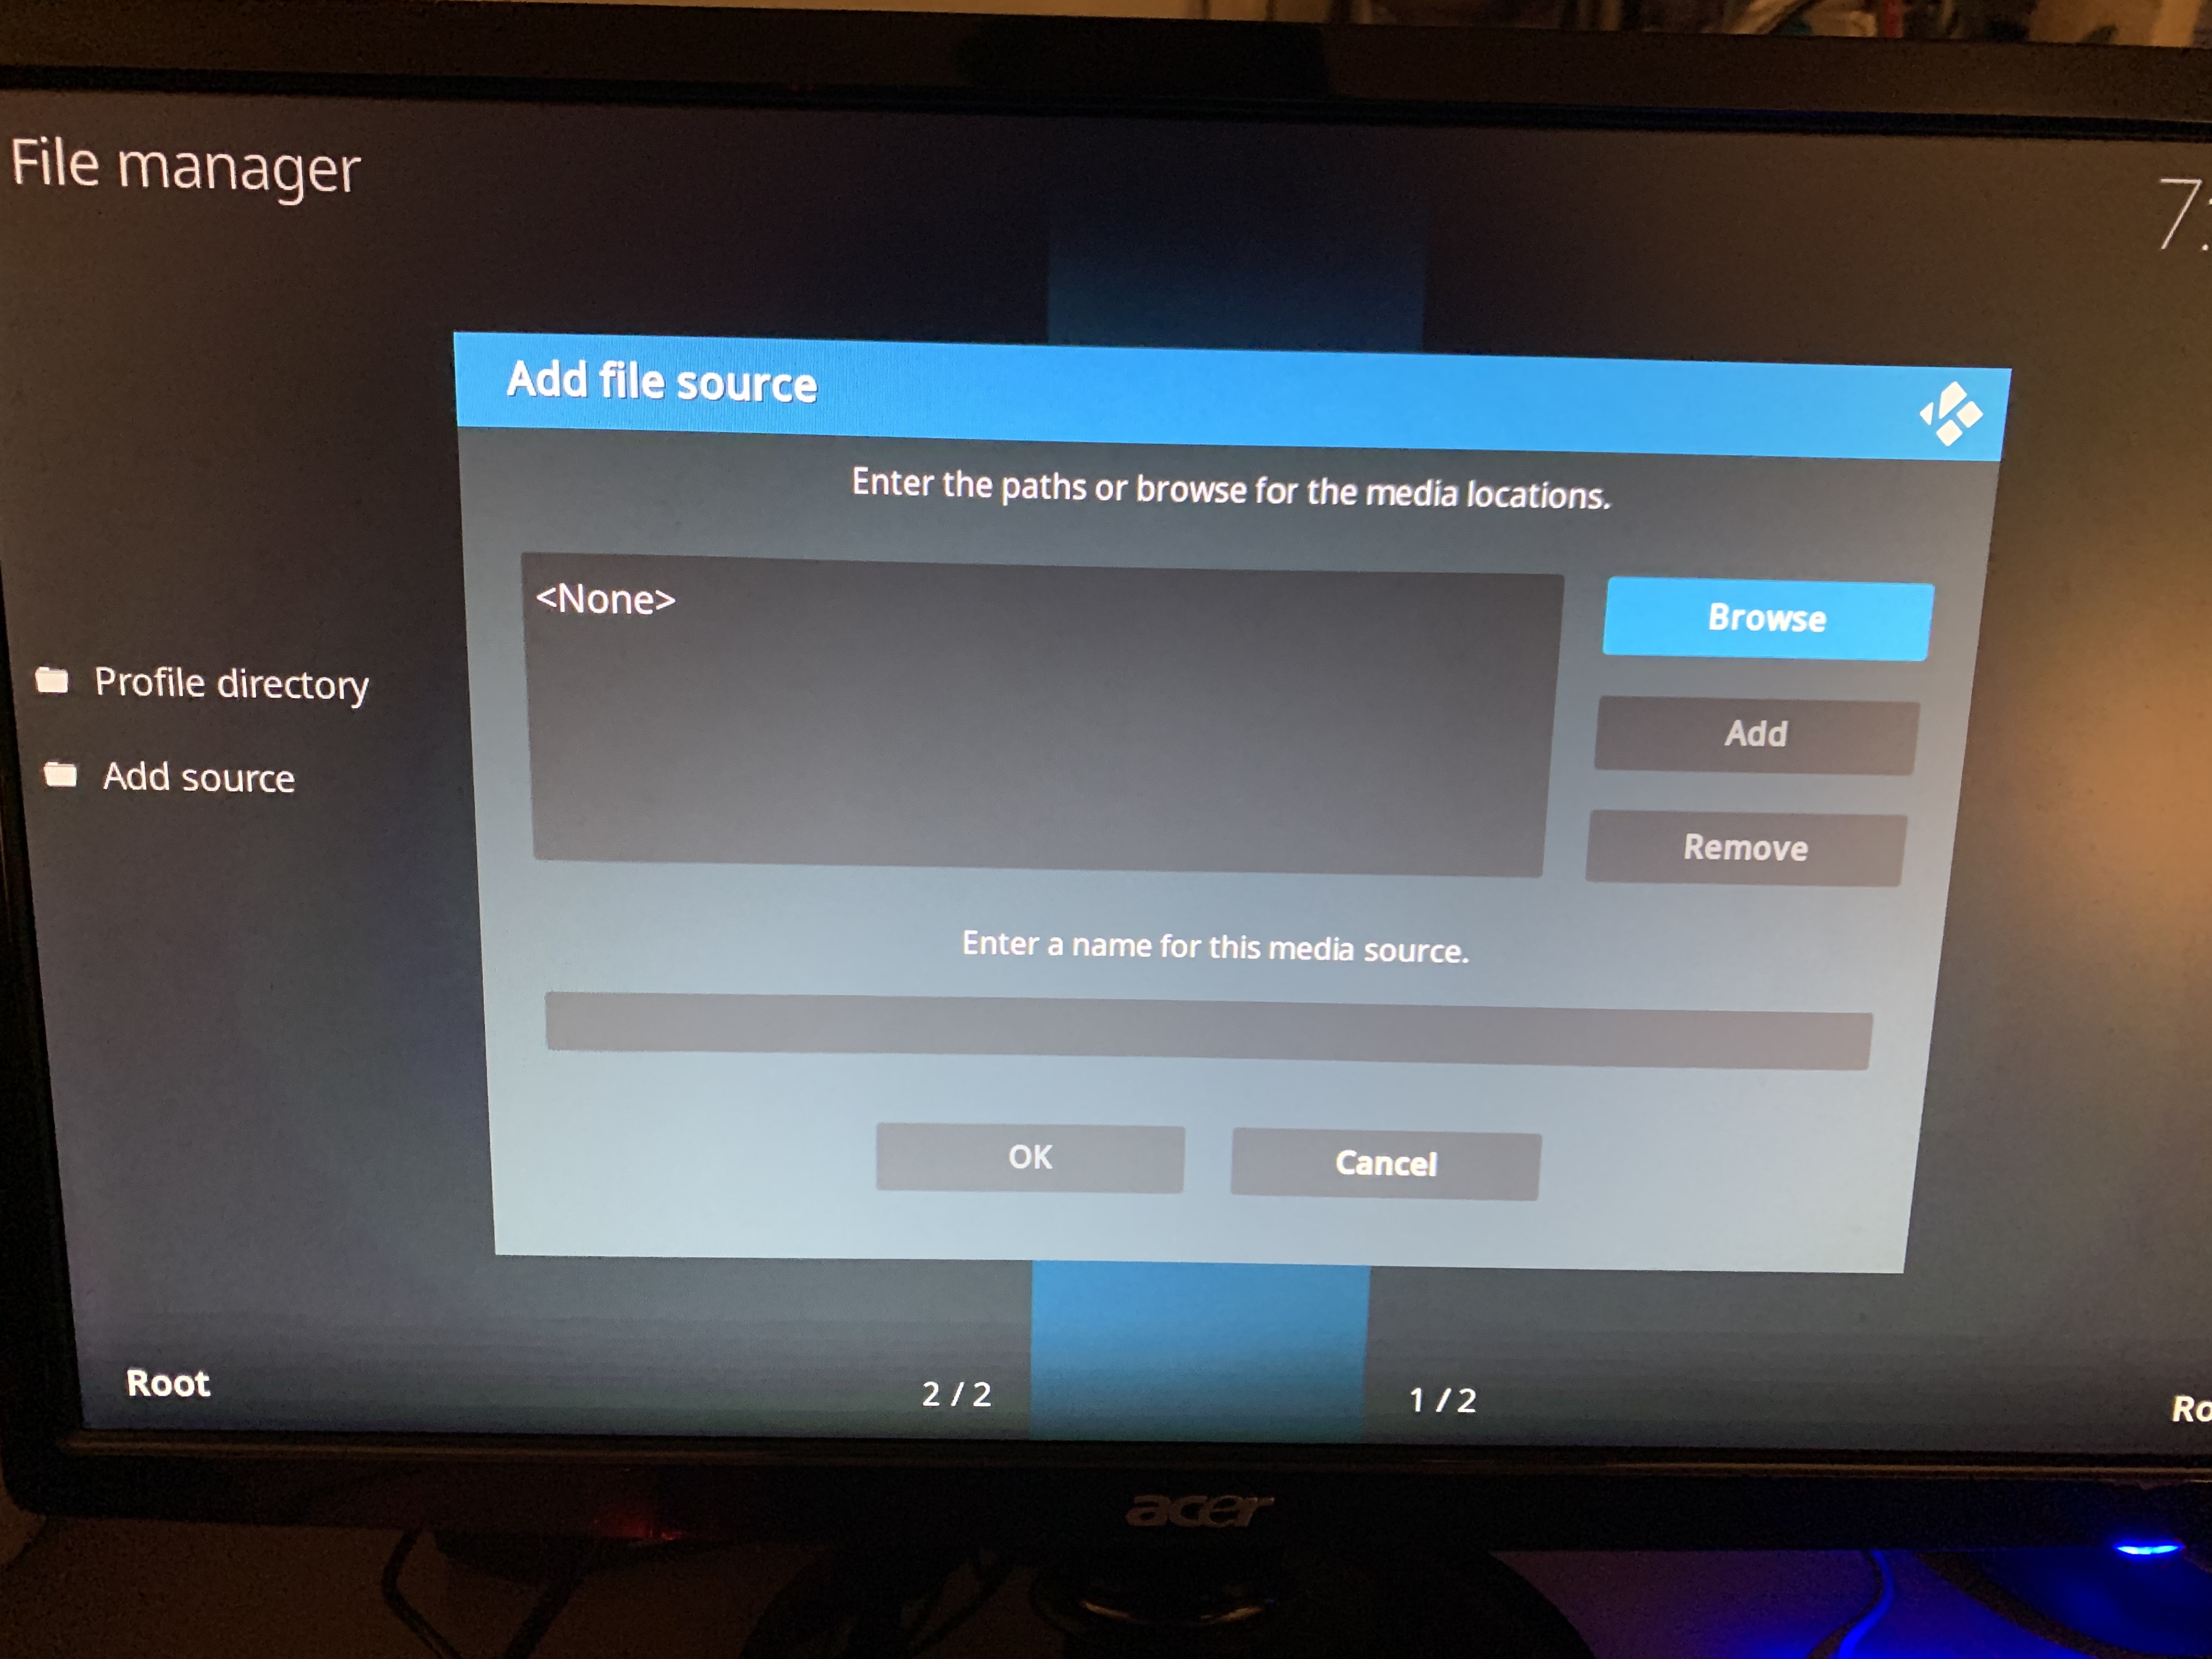 File manager
7:
Add file source
Enter the paths or browse for the media locations.
<None>
Browse
Add
Remove
Profile directory
Add source
Enter a name for this media source.
OK
Cancel
Root
2 / 2
1 / 2
Ro
acer